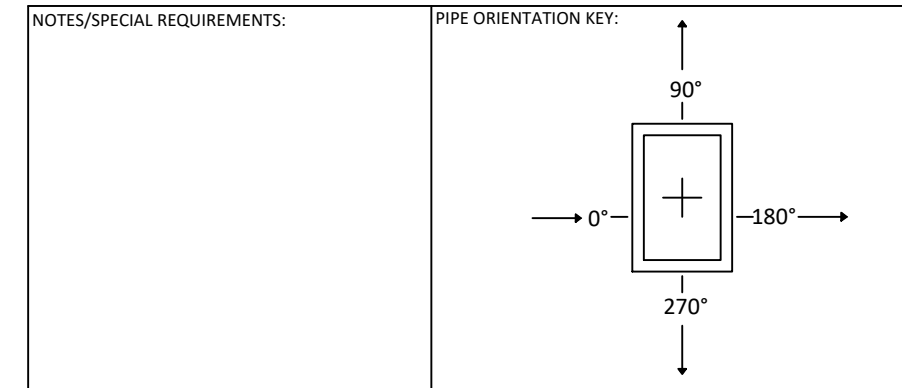 NOTES/SPECIAL REQUIREMENTS:
PIPE ORIENTATION KEY:
90°
0°
180°
270°